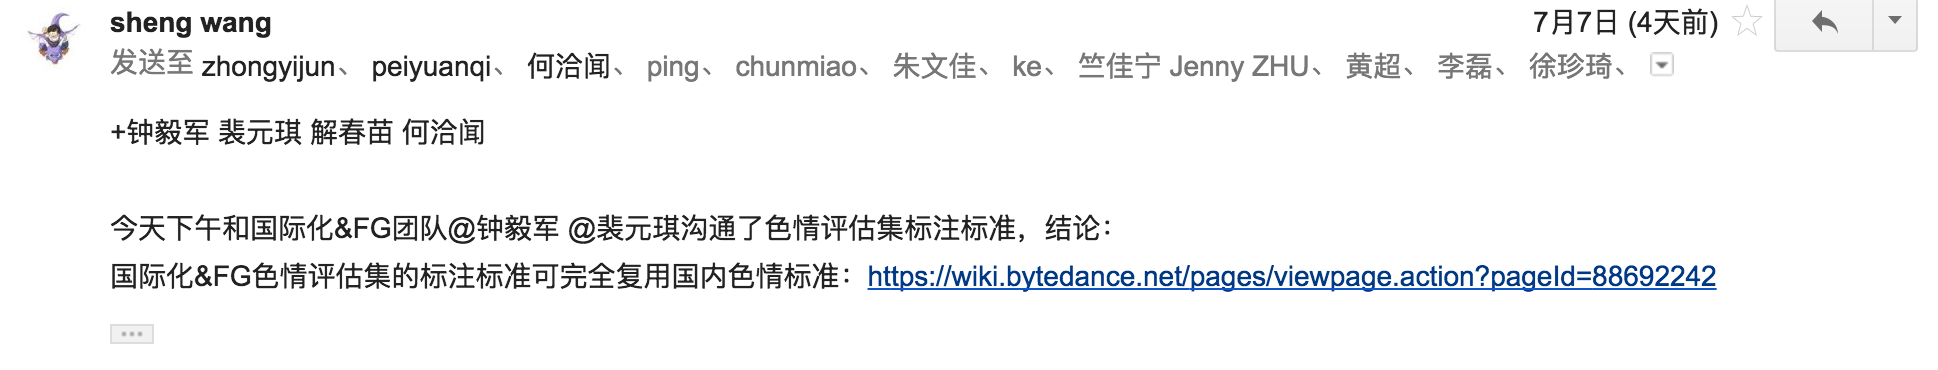 sheng wang
7月7日 (4天前)
发送至 zhongyijun、 peiyuanqi、 何洽闻、 ping、 chunmiao、 朱文佳、 ke、 竺佳宁 Jenny ZHU、 黄超、 李磊、 徐珍琦、
+钟毅军 裴元琪 解春苗 何洽闻
今天下午和国际化&FG团队@钟毅军 @裴元琪沟通了色情评估集标注标准，结论：
国际化&FG色情评估集的标注标准可完全复用国内色情标准：https://wiki.bytedance.net/pages/viewpage.action?pageId=88692242